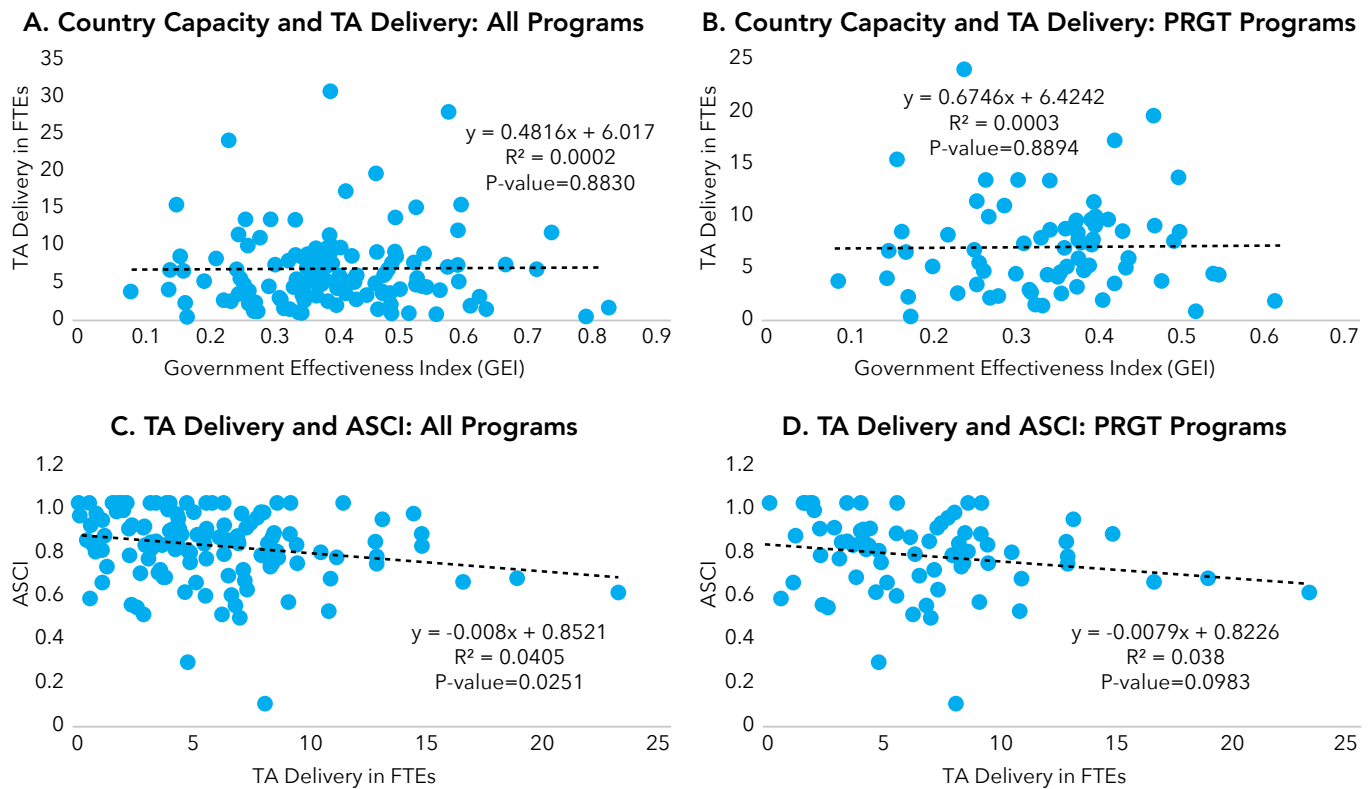 A. Country Capacity and TA Delivery: All Programs
35
30
25
20
15
10
5
0
TA Delivery in FTEs
y = 0.4816x + 6.017
R² = 0.0002
P-value=0.8830
0 0.1 0.2 0.3 0.4 0.5 0.6 0.7 0.8 0.9
Government Effectiveness Index (GEI)
B. Country Capacity and TA Delivery: PRGT Programs
25
20
15
10
5
0
TA Delivery in FTEs
y = 0.6746x + 6.4242
R² = 0.0003
P-value=0.8894
0 0.1 0.2 0.3 0.4 0.5 0.6 0.7
Government Effectiveness Index (GEI)
C. TA Delivery and ASCI: All Programs
1.2
1.0
0.8
0.6
0.4
0.2
0
ASCI
y = -0.008x + 0.8521
R² = 0.0405
P-value=0.0251
0 5 10 15 20 25
TA Delivery in FTEs
D. TA Delivery and ASCI: PRGT Programs
1.2
1.0
0.8
0.6
0.4
0.2
0
ASCI
y = -0.0079x + 0.8226
R² = 0.038
P-value=0.0983
0 5 10 15 20 25
TA Delivery in FTEs